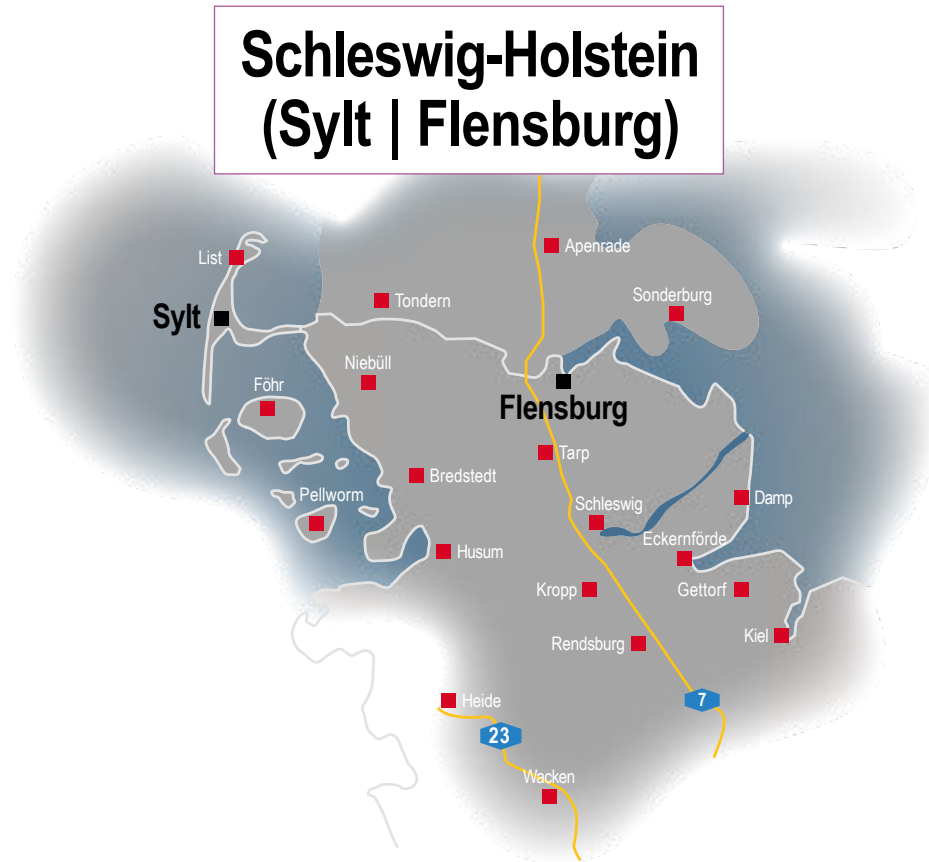 Schleswig-Holstein
(Sylt | Flensburg)
Apenrade
List
Sonderburg
Tondern
Sylt
Niebüll
Föhr
Flensburg
Tarp
Bredstedt
Pellworm
Damp
Schleswig
Eckernförde
Husum
Kropp
Gettorf
Kiel
Rendsburg
Heide
7
23
Wacken